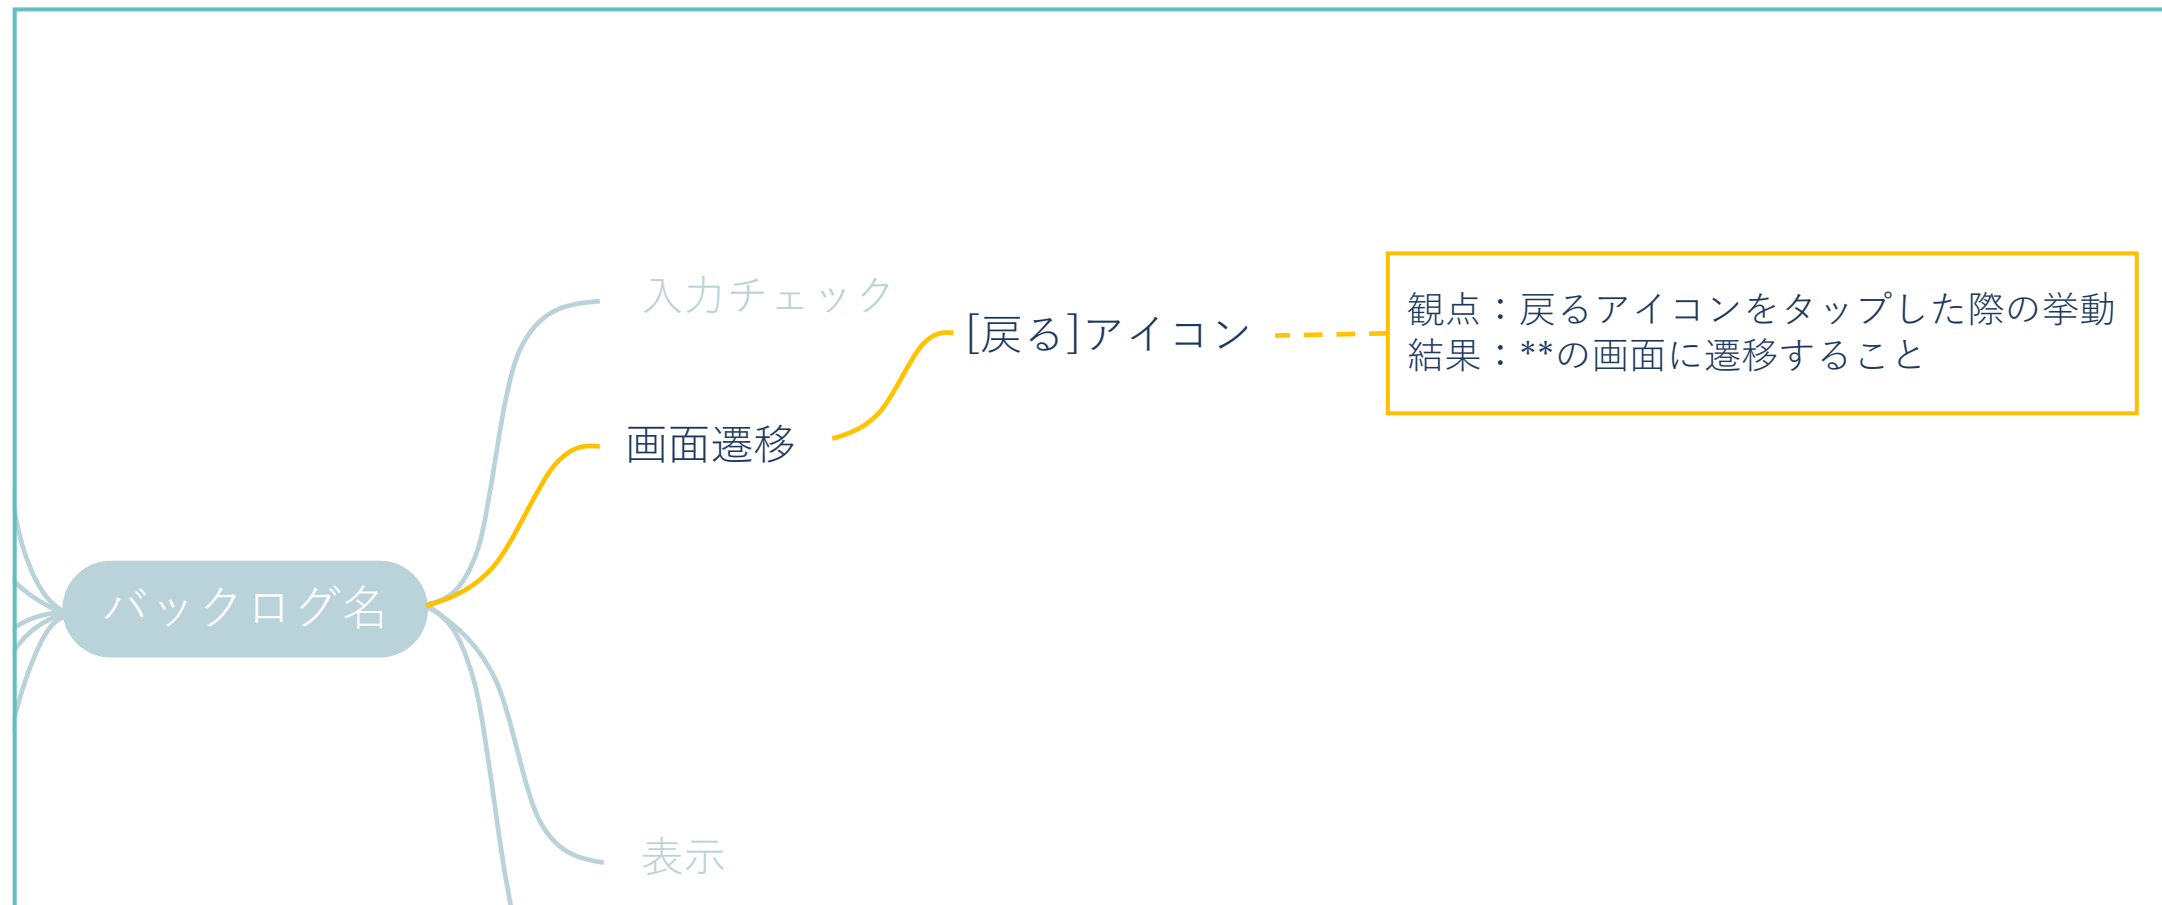 入力チェック
[戻る]アイコン
観点：戻るアイコンをタップした際の挙動
結果：**の画面に遷移すること
画面遷移
バックログ名
表示